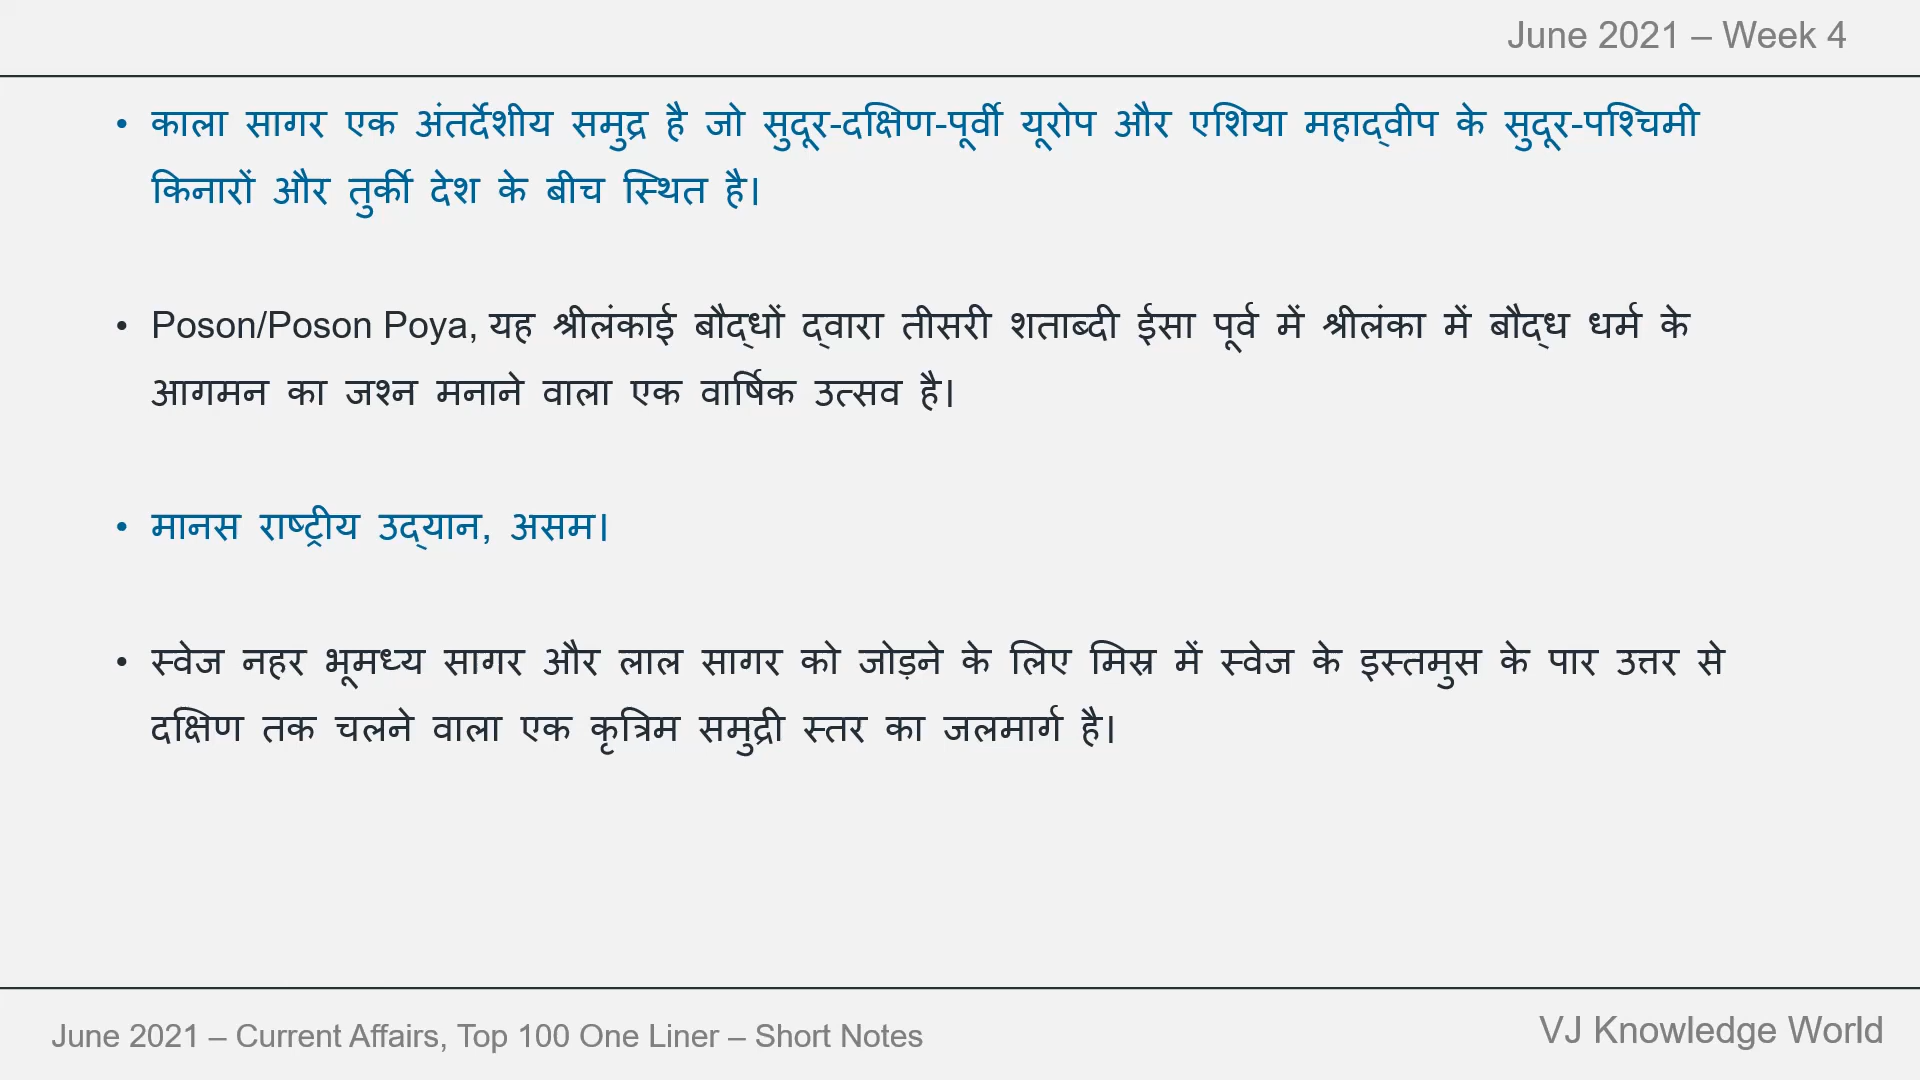 June 2021 – Week 4
• काला सागर एक अंतर्देशीय समुद्र है जो सुदूर-दक्षिण-पूर्वी यूरोप और एशिया महाद्वीप के सुदूर-पश्चिमी
किनारों और तुर्की देश के बीच स्थित है।
• Poson/Poson Poya, यह श्रीलंकाई बौद्धों द्वारा तीसरी शताब्दी ईसा पूर्व में श्रीलंका में बौद्ध धर्म के
आगमन का जश्न मनाने वाला एक वार्षिक उत्सव है।
• मानस राष्ट्रीय उद्यान, असम।
• स्वेज नहर भूमध्य सागर और लाल सागर को जोड़ने के लिए मिस्र में स्वेज के इस्तमुस के पार उत्तर से
दक्षिण तक चलने वाला एक कृत्रिम समुद्री स्तर का जलमार्ग है।
June 2021 – Current Affairs, Top 100 One Liner – Short Notes
VJ Knowledge World